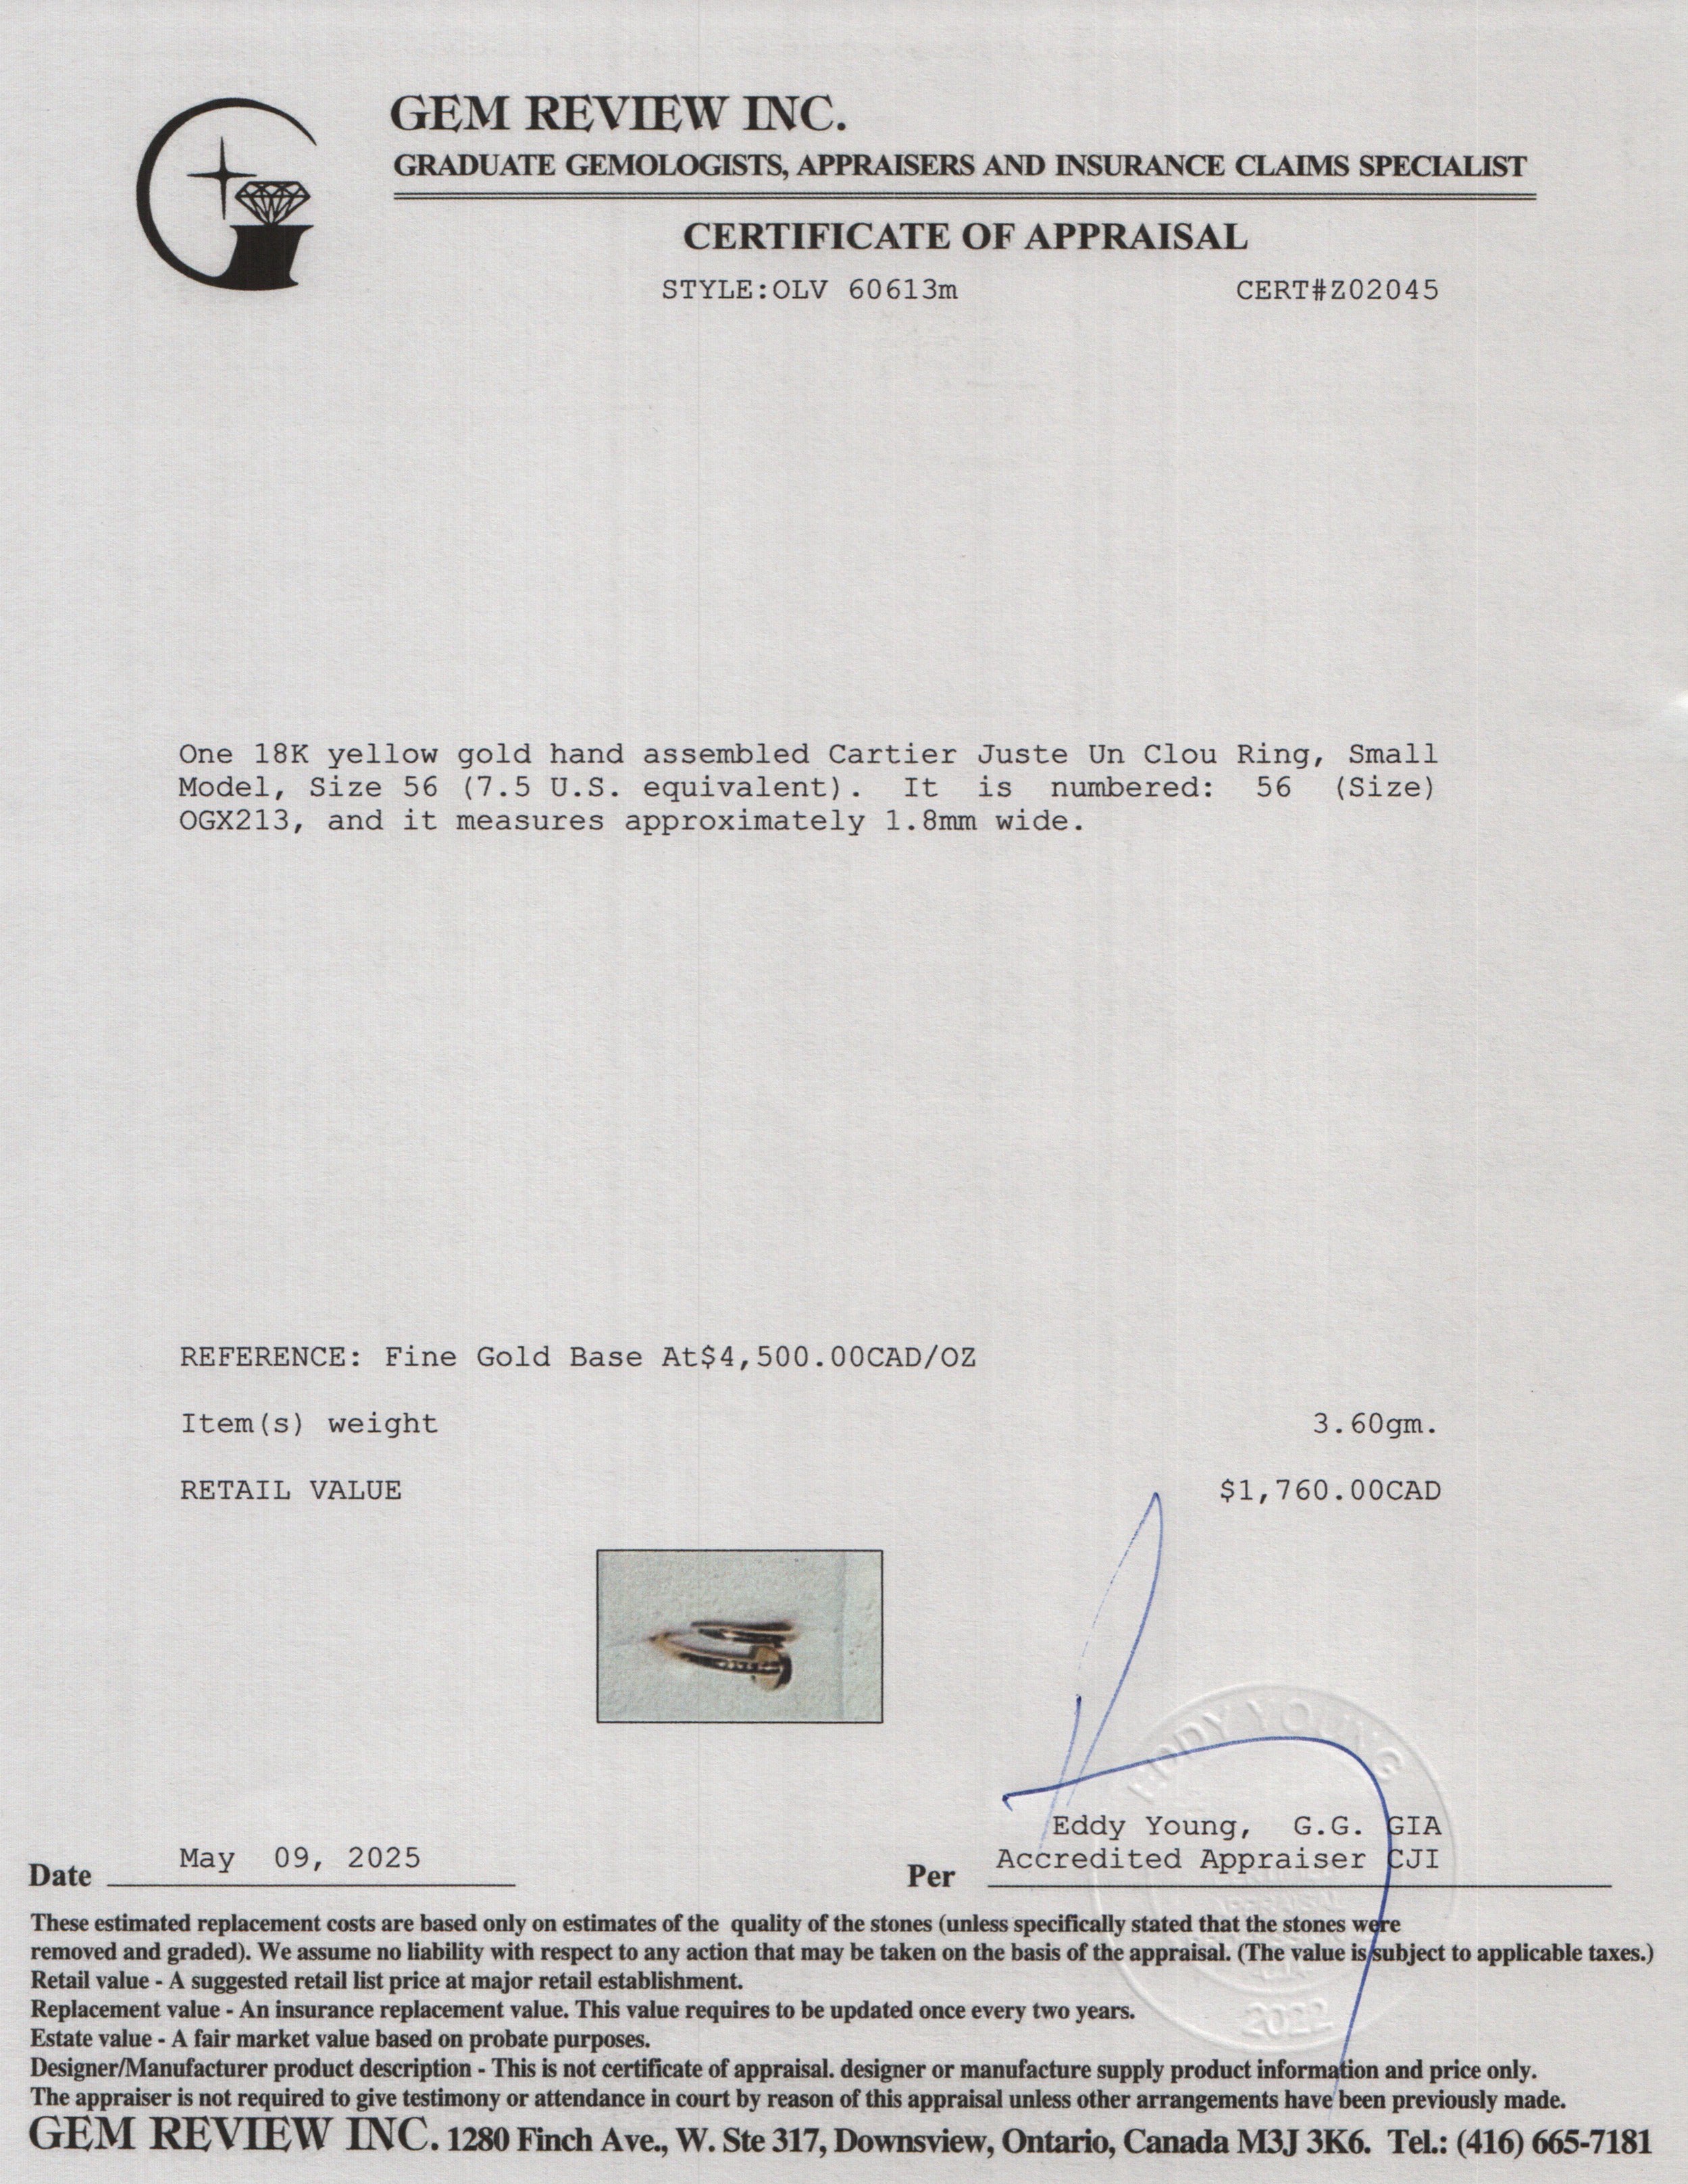 GEM REVIEW INC.
GRADUATE GEMOLOGISTS, APPRAISERS AND INSURANCE CLAIMS SPECIALIST
CERTIFICATE OF APPRAISAL
STYLE:OLV 60613m CERT#Z02045
One 18K yellow gold hand assembled Cartier Juste Un Clou Ring, Small
Model, Size 56 (7.5 U.S. equivalent). It is numbered: 56 (Size)
OGX213, and it measures approximately 1.8mm wide.
REFERENCE: Fine Gold Base At$4,500.00CAD/OZ
Item(s) weight 3.60gm.
RETAIL VALUE $1,760.00CAD
EDDY YOUNG
Eddy Young, G.G. GIA
Date May 09, 2025 Per Accredited Appraiser CJI
These estimated replacement costs are based only on estimates of the quality of the stones (unless specifically stated that the stones were
removed and graded). We assume no liability with respect to any action that may be taken on the basis of the appraisal. (The value is subject to applicable taxes.)
Retail value - A suggested retail list price at major retail establishment.
Replacement value - An insurance replacement value. This value requires to be updated once every two years.
2022
Estate value - A fair market value based on probate purposes.
Designer/Manufacturer product description - This is not certificate of appraisal. designer or manufacture supply product information and price only.
The appraiser is not required to give testimony or attendance in court by reason of this appraisal unless other arrangements have been previously made.
GEM REVIEW INC. 1280 Finch Ave., W. Ste 317, Downsview, Ontario, Canada M3J 3K6. Tel.: (416) 665-7181